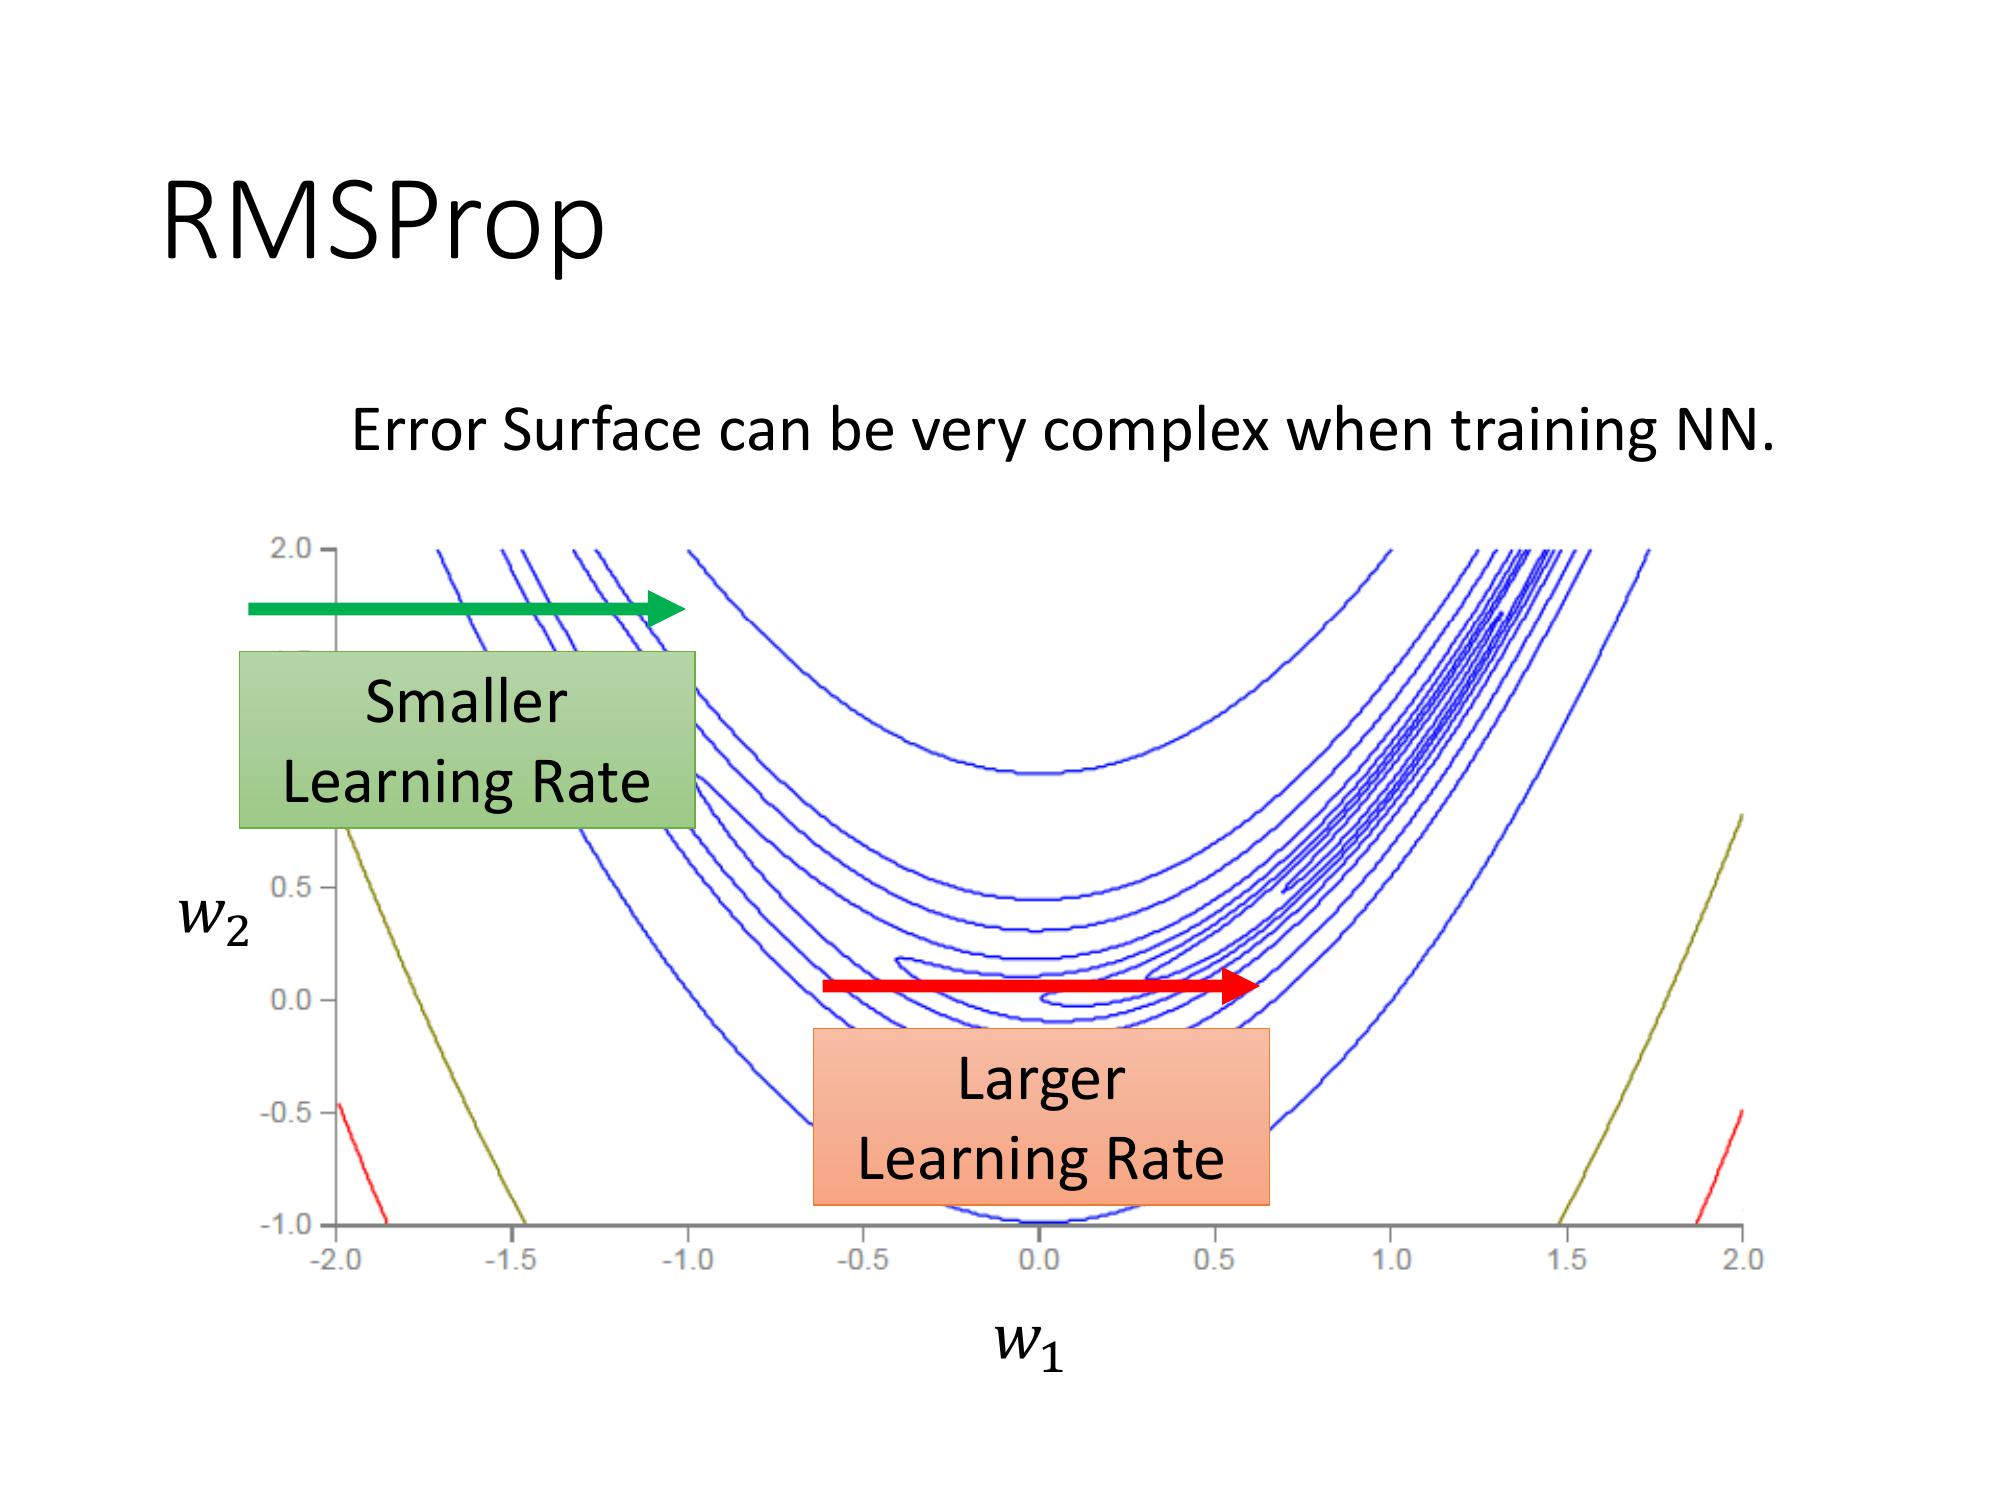 RMSProp
Error Surface can be very complex when training NN.
2.0
Smaller
Learning Rate
0.5
w₂
0.0
Larger
Learning Rate
-0.5
-1.0
-2.0 -1.5 -1.0 -0.5 0.0 0.5 1.0 1.5 2.0
w₁